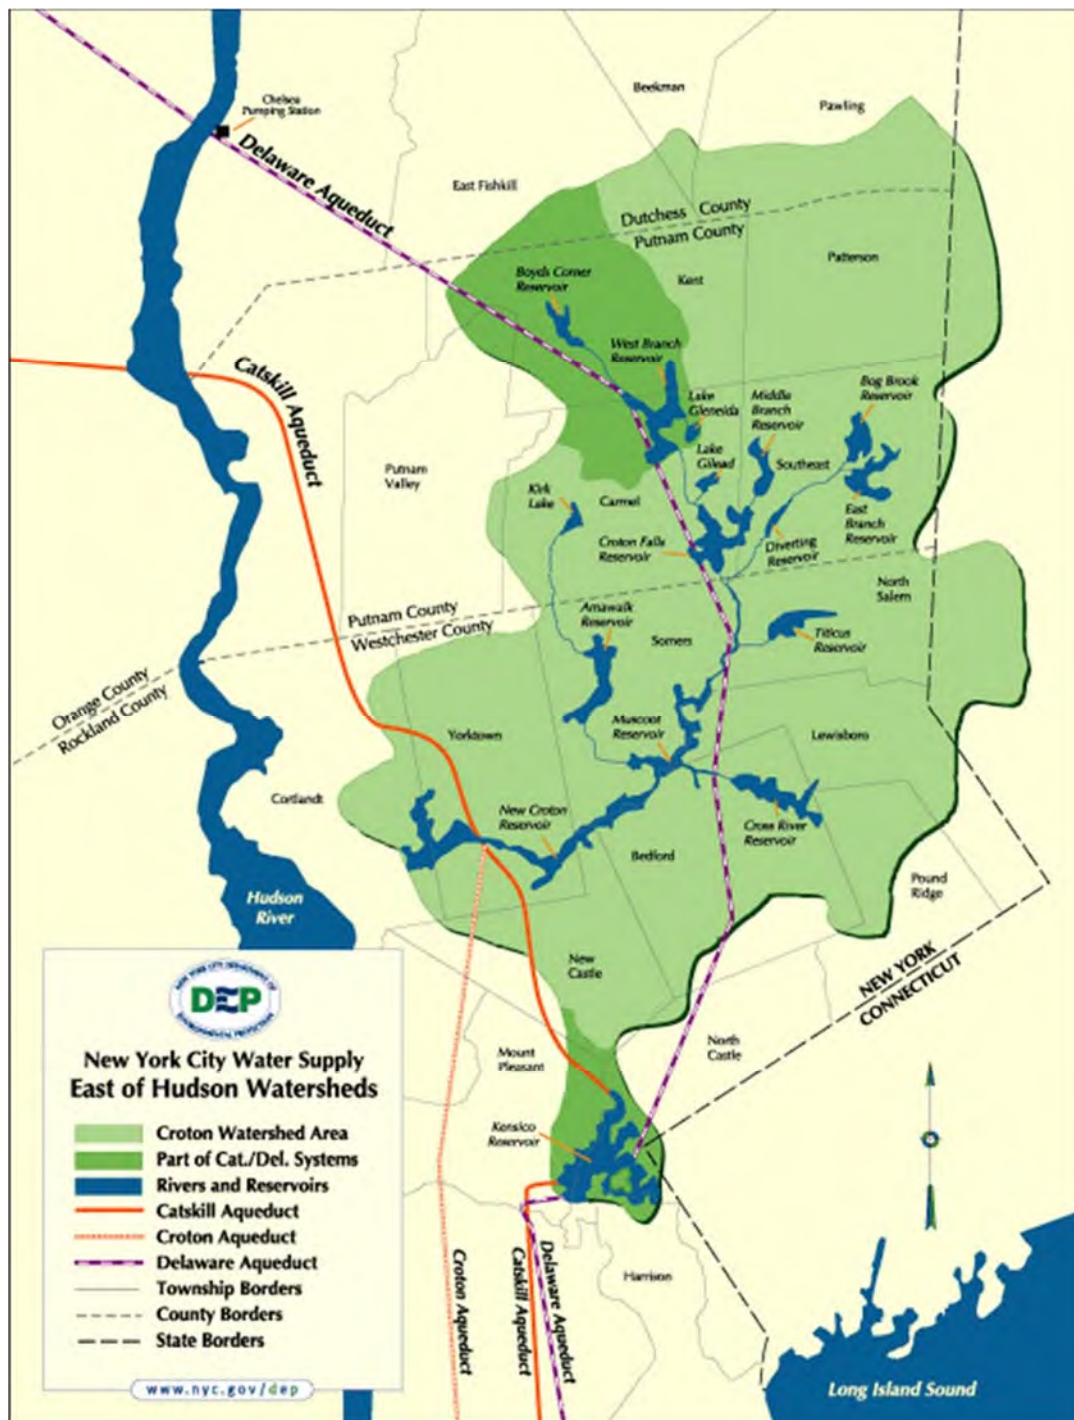 Chelsea
Pumping Station
Beekman
Pawling
Delaware Aqueduct
East Fishkill
Dutchess County
Putnam County
Patterson
Kent
Boyds Corner
Reservoir
West Branch
Reservoir
Catskill Aqueduct
Lake
Gleneida
Middle
Branch
Reservoir
Bog Brook
Reservoir
Putnam
Valley
Lake
Gilead
Southeast
Kirk
Lake
Carmel
East
Branch
Reservoir
Croton Falls
Reservoir
Diverting
Reservoir
North
Salem
Putnam County
Westchester County
Amawalk
Reservoir
Somers
Titicus
Reservoir
Orange County
Rockland County
Yorktown
Muscoot
Reservoir
Lewisboro
Cortlandt
New Croton
Reservoir
Cross River
Reservoir
Bedford
Pound
Ridge
Hudson
River
New
Castle
NEW YORK
CONNECTICUT
North
Castle
Mount
Pleasant
Kensico
Reservoir
Harrison
Croton Aqueduct
Catskill Aqueduct
Delaware Aqueduct
Long Island Sound
NEW YORK CITY DEPARTMENT OF
DEP
ENVIRONMENTAL PROTECTION
New York City Water Supply
East of Hudson Watersheds
Croton Watershed Area
Part of Cat./Del. Systems
Rivers and Reservoirs
Catskill Aqueduct
Croton Aqueduct
Delaware Aqueduct
Township Borders
County Borders
State Borders
www.nyc.gov/dep